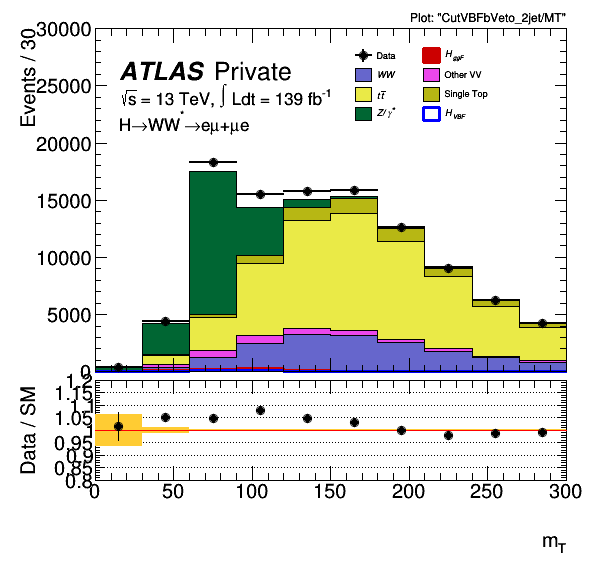 Plot: "CutVBFbVeto_2jet/MT"
Events / 30
30000
25000
20000
15000
10000
5000
0
ATLAS Private
√s = 13 TeV, ∫ Ldt = 139 fb⁻¹
H→WW*→eμ+μe
Data
WW
tt̅
Z/γ*
H_ggF
Other VV
Single Top
H_VBF
Data / SM
1.2
1.15
1.1
1.05
1
0.95
0.9
0.85
0.8
0 50 100 150 200 250 300
m_T